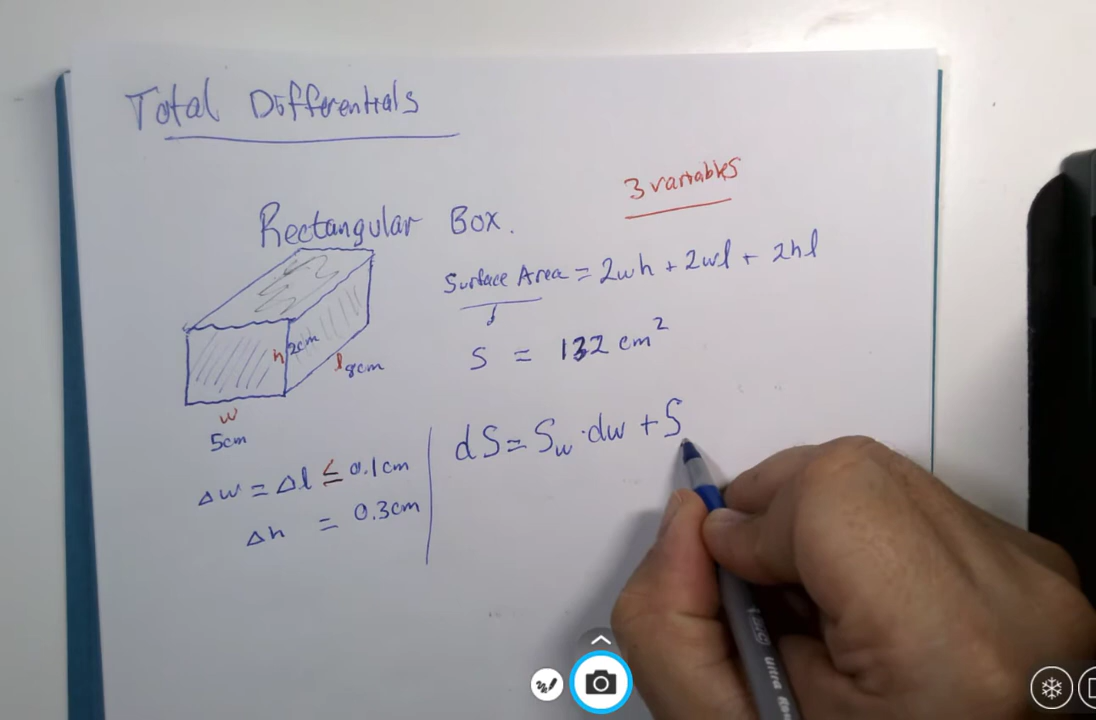 Total Differentials
3 variables
Rectangular Box.
Surface Area = 2wh + 2wl + 2hl
h 2cm
l 8cm
S = 132 cm²
w
5cm
dS = S_w · dw + S
Δw = Δl ≤ 0.1cm
Δh = 0.3cm
Ultra